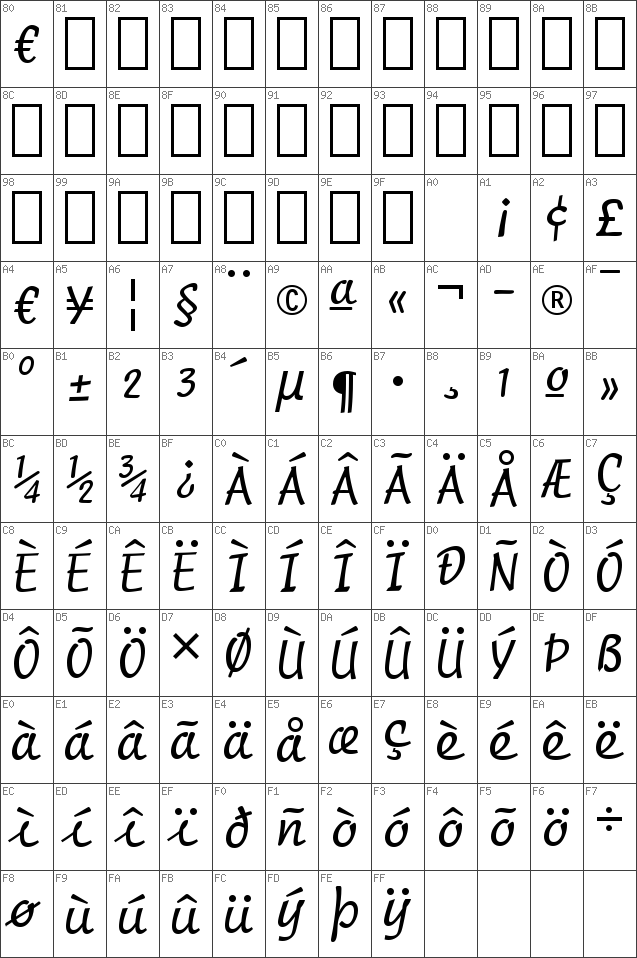 80 81 82 83 84 85 86 87 88 89 8A 8B
€
8C 8D 8E 8F 90 91 92 93 94 95 96 97
98 99 9A 9B 9C 9D 9E 9F A0 A1 A2 A3
¡ ¢ £
A4 A5 A6 A7 A8 A9 AA AB AC AD AE AF
€ ¥ ¦ § ¨ © ª « ¬ - ® ¯
B0 B1 B2 B3 B4 B5 B6 B7 B8 B9 BA BB
° ± ² ³ ´ µ ¶ · ¸ ¹ º »
BC BD BE BF C0 C1 C2 C3 C4 C5 C6 C7
¼ ½ ¾ ¿ À Á Â Ã Ä Å Æ Ç
C8 C9 CA CB CC CD CE CF D0 D1 D2 D3
È É Ê Ë Ì Í Î Ï Ð Ñ Ò Ó
D4 D5 D6 D7 D8 D9 DA DB DC DD DE DF
Ô Õ Ö × Ø Ù Ú Û Ü Ý Þ ß
E0 E1 E2 E3 E4 E5 E6 E7 E8 E9 EA EB
à á â ã ä å æ ç è é ê ë
EC ED EE EF F0 F1 F2 F3 F4 F5 F6 F7
ì í î ï ð ñ ò ó ô õ ö ÷
F8 F9 FA FB FC FD FE FF
ø ù ú û ü ý þ ÿ